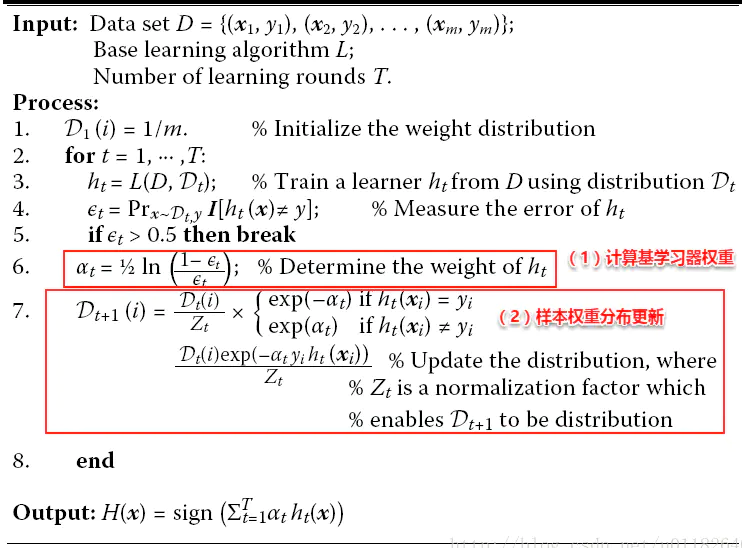 Input: Data set D = {(x₁, y₁), (x₂, y₂), . . . , (xₘ, yₘ)};
Base learning algorithm L;
Number of learning rounds T.
Process:
1. 𝒟₁(i) = 1/m. % Initialize the weight distribution
2. for t = 1, ··· ,T:
3. hₜ = L(D, 𝒟ₜ); % Train a learner hₜ from D using distribution 𝒟ₜ
4. ϵₜ = Pr_{x~𝒟ₜ,y} I[hₜ(x) ≠ y]; % Measure the error of hₜ
5. if ϵₜ > 0.5 then break
6. αₜ = ½ ln ((1− ϵₜ)/ϵₜ); % Determine the weight of hₜ (1)计算基学习器权重
7. 𝒟ₜ₊₁(i) = 𝒟ₜ(i)/Zₜ × { exp(−αₜ) if hₜ(xᵢ) = yᵢ
exp(αₜ) if hₜ(xᵢ) ≠ yᵢ (2)样本权重分布更新
𝒟ₜ(i)exp(−αₜ yᵢ hₜ(xᵢ))/Zₜ % Update the distribution, where
% Zₜ is a normalization factor which
% enables 𝒟ₜ₊₁ to be distribution
8. end
Output: H(x) = sign (Σᵀₜ₌₁ αₜ hₜ(x))